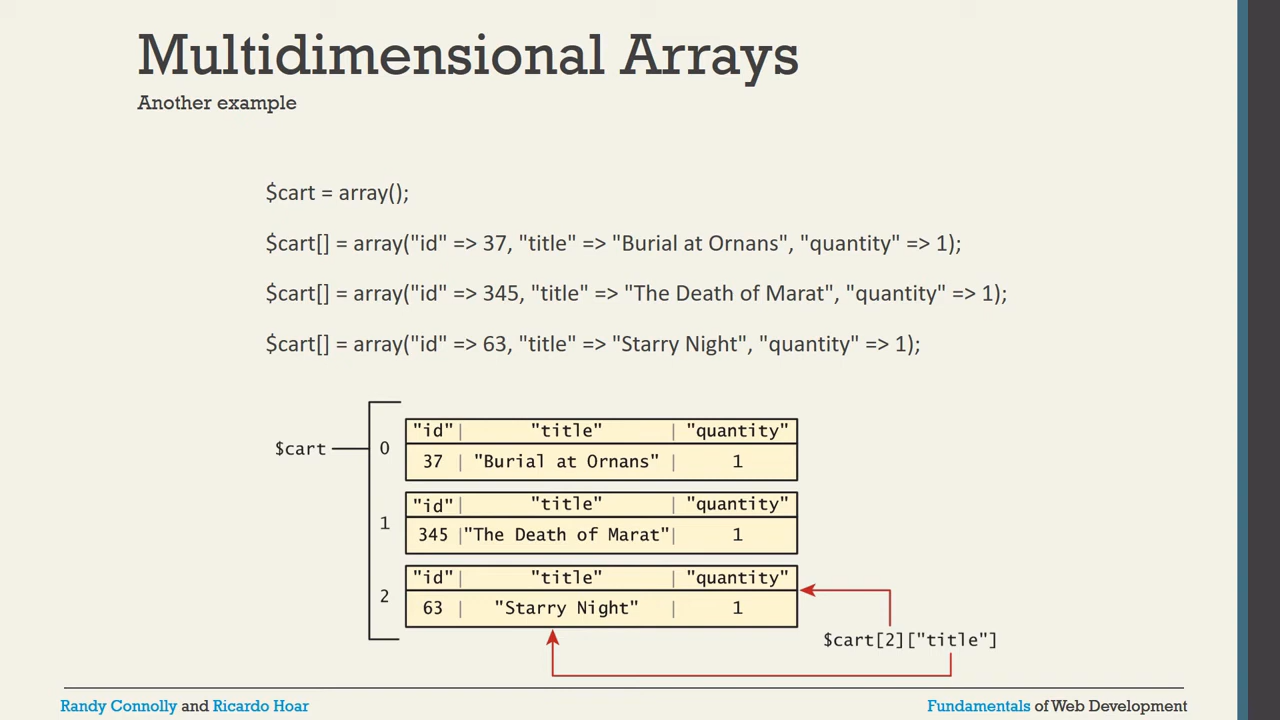 Multidimensional Arrays
Another example
$cart = array();
$cart[] = array("id" => 37, "title" => "Burial at Ornans", "quantity" => 1);
$cart[] = array("id" => 345, "title" => "The Death of Marat", "quantity" => 1);
$cart[] = array("id" => 63, "title" => "Starry Night", "quantity" => 1);
"id" | "title" | "quantity"
$cart 0
37 | "Burial at Ornans" | 1
"id" | "title" | "quantity"
1
345 | "The Death of Marat" | 1
"id" | "title" | "quantity"
2
63 | "Starry Night" | 1
$cart[2]["title"]
Randy Connolly and Ricardo Hoar
Fundamentals of Web Development